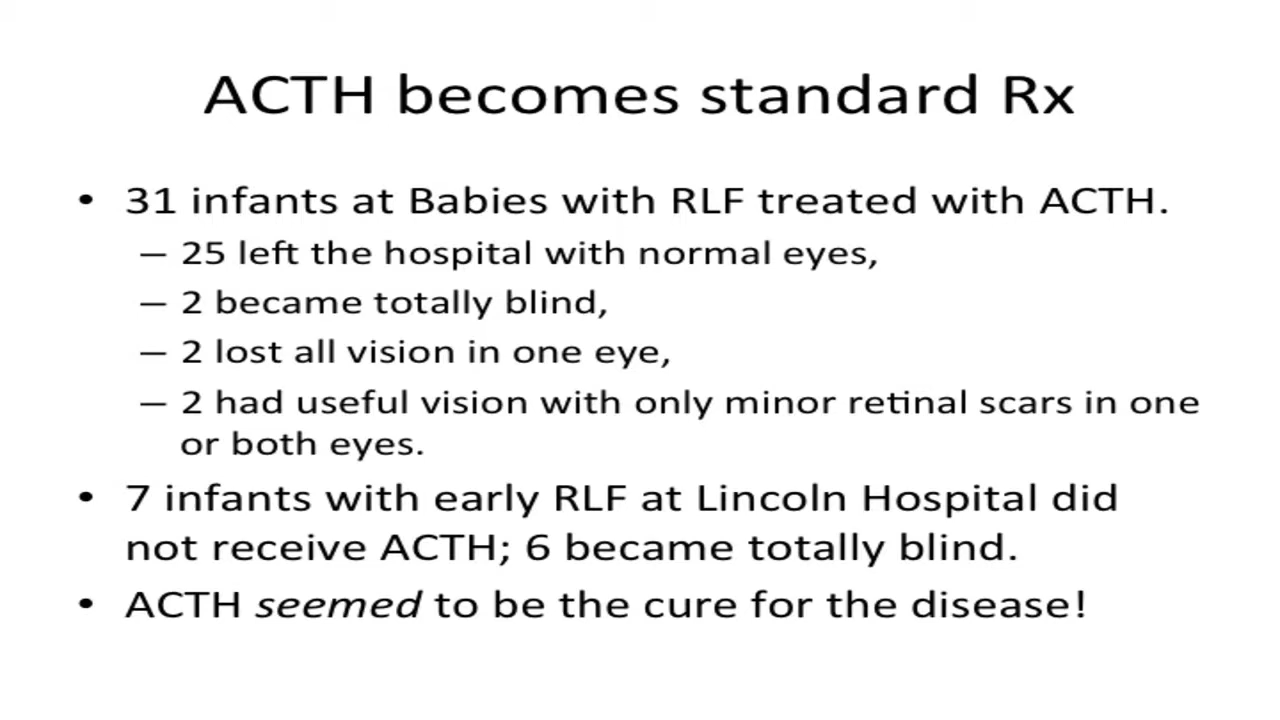 ACTH becomes standard Rx
• 31 infants at Babies with RLF treated with ACTH.
– 25 left the hospital with normal eyes,
– 2 became totally blind,
– 2 lost all vision in one eye,
– 2 had useful vision with only minor retinal scars in one
or both eyes.
• 7 infants with early RLF at Lincoln Hospital did
not receive ACTH; 6 became totally blind.
• ACTH seemed to be the cure for the disease!